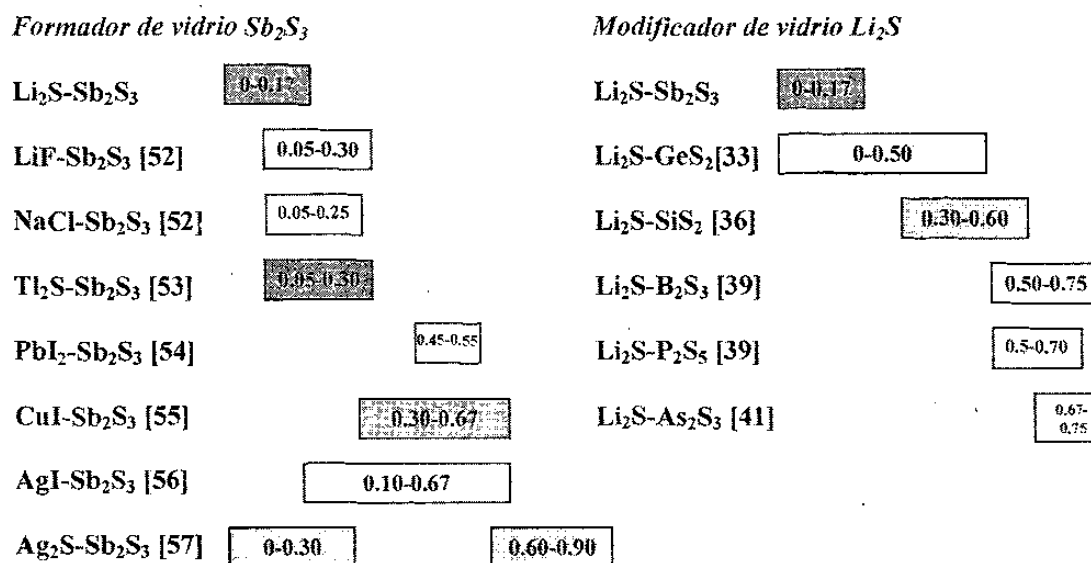 Formador de vidrio Sb₂S₃
Li₂S-Sb₂S₃ 0-0.17
LiF-Sb₂S₃ [52] 0.05-0.30
NaCl-Sb₂S₃ [52] 0.05-0.25
Tl₂S-Sb₂S₃ [53] 0.05-0.30
PbI₂-Sb₂S₃ [54] 0.45-0.55
CuI-Sb₂S₃ [55] 0.30-0.67
AgI-Sb₂S₃ [56] 0.10-0.67
Ag₂S-Sb₂S₃ [57] 0-0.30 0.60-0.90
Modificador de vidrio Li₂S
Li₂S-Sb₂S₃ 0-0.17
Li₂S-GeS₂[33] 0-0.50
Li₂S-SiS₂ [36] 0.30-0.60
Li₂S-B₂S₃ [39] 0.50-0.75
Li₂S-P₂S₅ [39] 0.5-0.70
Li₂S-As₂S₃ [41] 0.67-
0.75